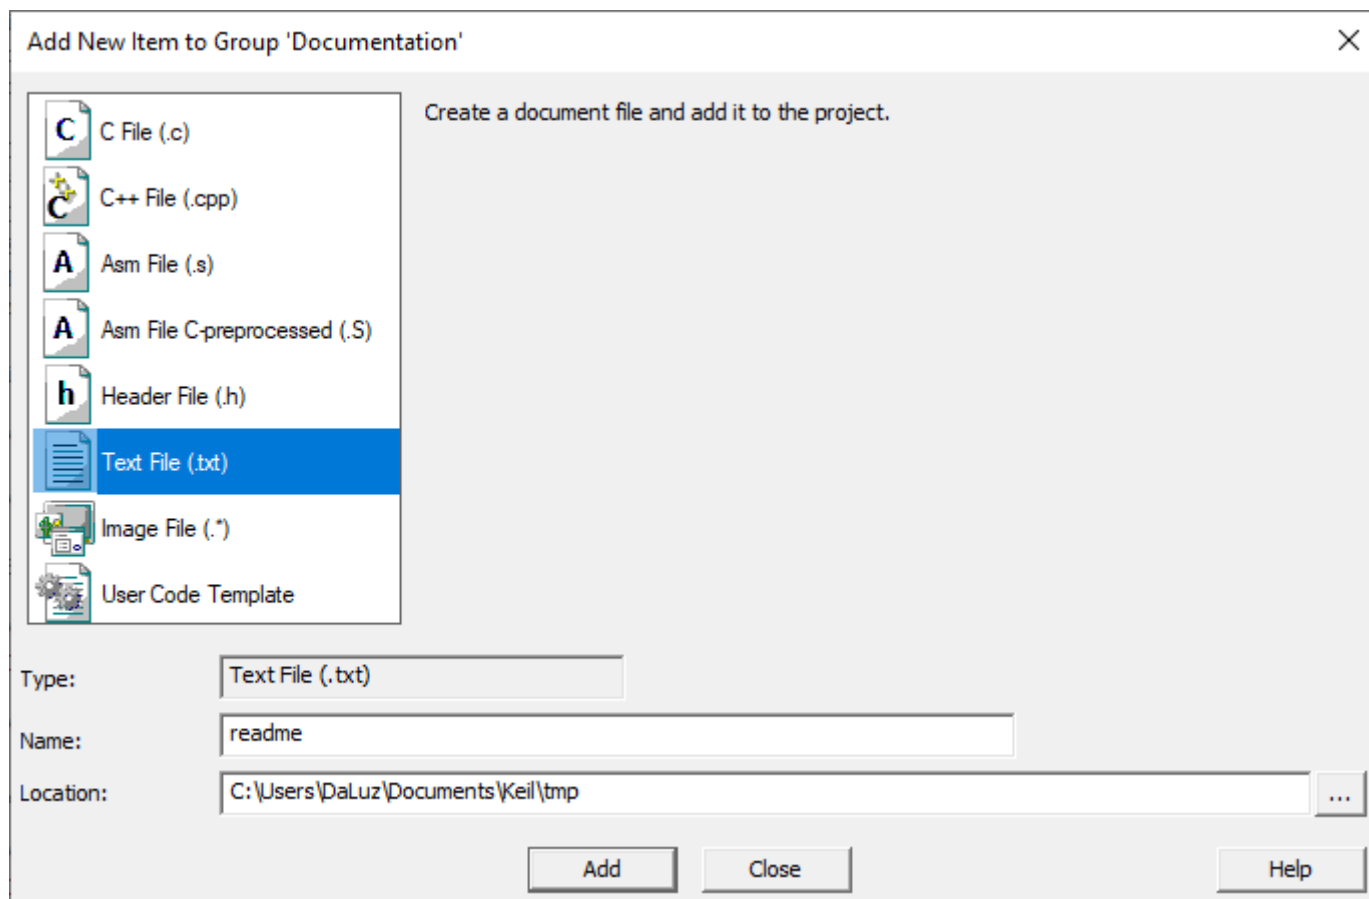 Add New Item to Group 'Documentation'
C
C File (.c)
Create a document file and add it to the project.
C
C++ File (.cpp)
A
Asm File (.s)
A
Asm File C-preprocessed (.S)
h
Header File (.h)
Text File (.txt)
Image File (.*)
User Code Template
Type:
Text File (.txt)
Name:
readme
Location:
C:\Users\DaLuz\Documents\Keil\tmp
...
Add
Close
Help